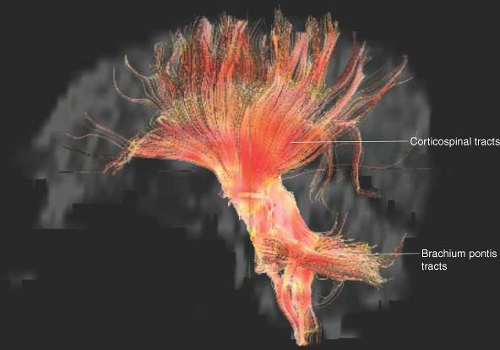 Corticospinal tracts
Brachium pontis
tracts